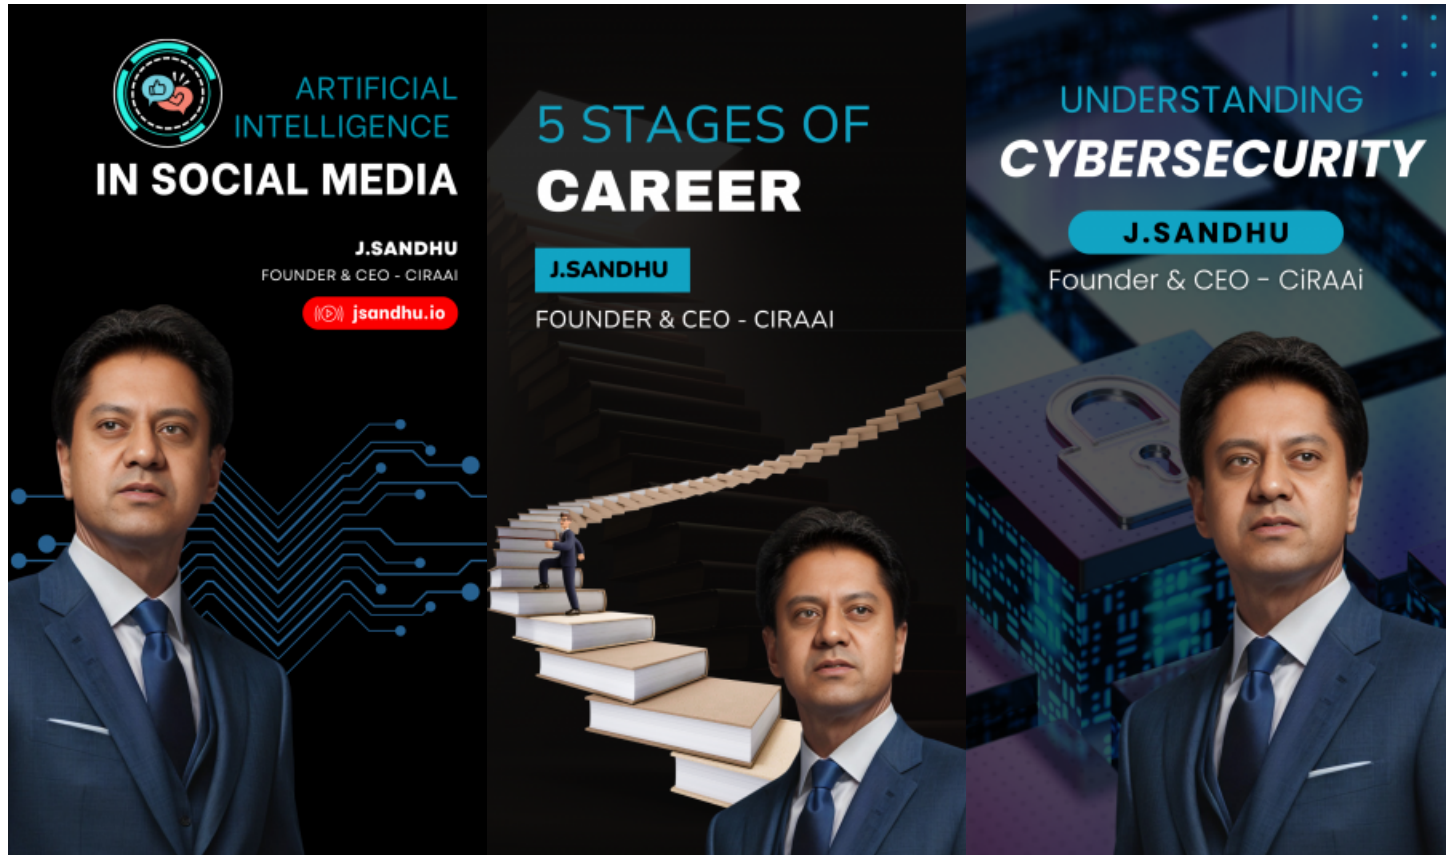 ARTIFICIAL
INTELLIGENCE
IN SOCIAL MEDIA
J.SANDHU
FOUNDER & CEO - CIRAAI
jsandhu.io
5 STAGES OF
CAREER
J.SANDHU
FOUNDER & CEO - CIRAAI
UNDERSTANDING
CYBERSECURITY
J.SANDHU
Founder & CEO - CiRAAi